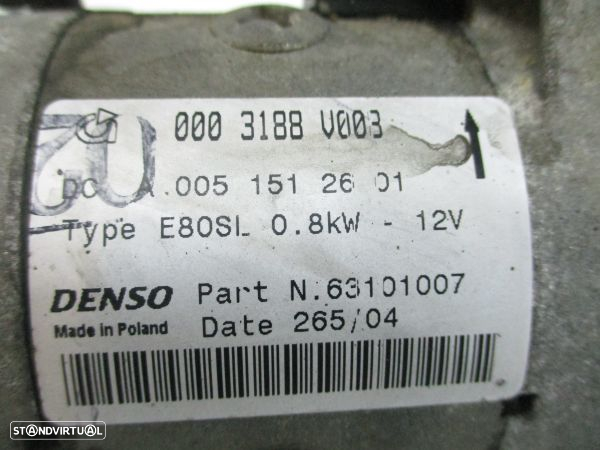 000 3188 V003
DC A.005 151 26 01
Type E80SL 0.8kW - 12V
DENSO Part N.63101007
Made in Poland Date 265/04
STANDVIRTUAL